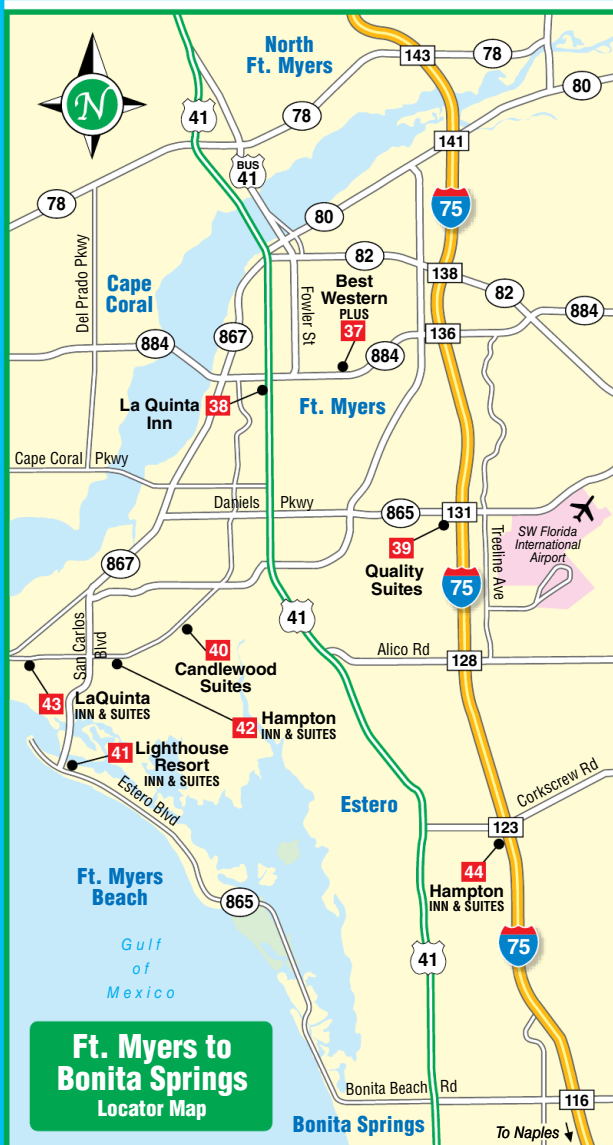 North
Ft. Myers
143
78
80
N
41
78
BUS
41
141
78
80
75
Del Prado Pkwy
Cape
Coral
82
138
82
Fowler St
Best
Western
PLUS
37
884
867
136
884
884
La Quinta
Inn
38
Ft. Myers
Cape Coral Pkwy
Daniels Pkwy
865
131
SW Florida
International
Airport
39
Quality
Suites
Treeline Ave
867
75
41
San Carlos
Blvd
40
Candlewood
Suites
Alico Rd
128
43
LaQuinta
INN & SUITES
42
Hampton
INN & SUITES
41
Lighthouse
Resort
INN & SUITES
Estero Blvd
Estero
Corkscrew Rd
123
44
Hampton
INN & SUITES
Ft. Myers
Beach
865
Gulf
of
Mexico
41
75
Ft. Myers to
Bonita Springs
Locator Map
Bonita Beach Rd
116
Bonita Springs
To Naples